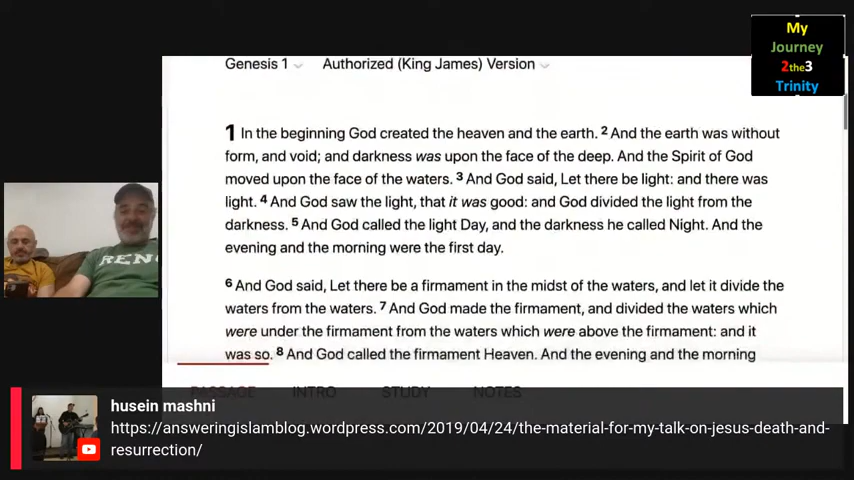 My
Journey
2the3
Trinity
Genesis 1
Authorized (King James) Version
1 In the beginning God created the heaven and the earth. 2 And the earth was without
form, and void; and darkness was upon the face of the deep. And the Spirit of God
moved upon the face of the waters. 3 And God said, Let there be light: and there was
light. 4 And God saw the light, that it was good: and God divided the light from the
darkness. 5 And God called the light Day, and the darkness he called Night. And the
evening and the morning were the first day.
6 And God said, Let there be a firmament in the midst of the waters, and let it divide the
waters from the waters. 7 And God made the firmament, and divided the waters which
were under the firmament from the waters which were above the firmament: and it
was so. 8 And God called the firmament Heaven. And the evening and the morning
PASSAGE INTRO STUDY NOTES
husein mashni
https://answeringislamblog.wordpress.com/2019/04/24/the-material-for-my-talk-on-jesus-death-and-
resurrection/